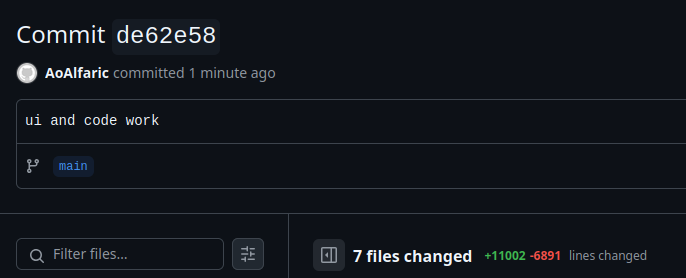 Commit de62e58
AoAlfaric committed 1 minute ago
ui and code work
main
Filter files...
7 files changed +11002 -6891 lines changed